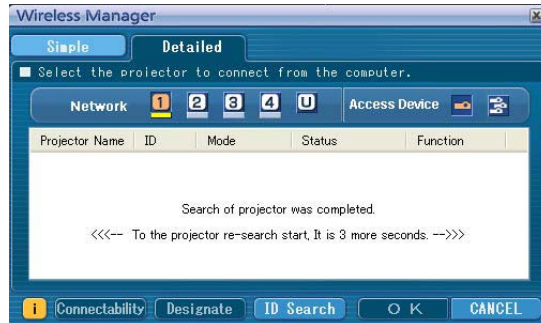 Wireless Manager
Simple Detailed
Select the projector to connect from the computer.
Network 1 2 3 4 U Access Device
Projector Name ID Mode Status Function
Search of projector was completed.
<<<-- To the projector re-search start, It is 3 more seconds. -->>>
i Connectability Designate ID Search O K CANCEL